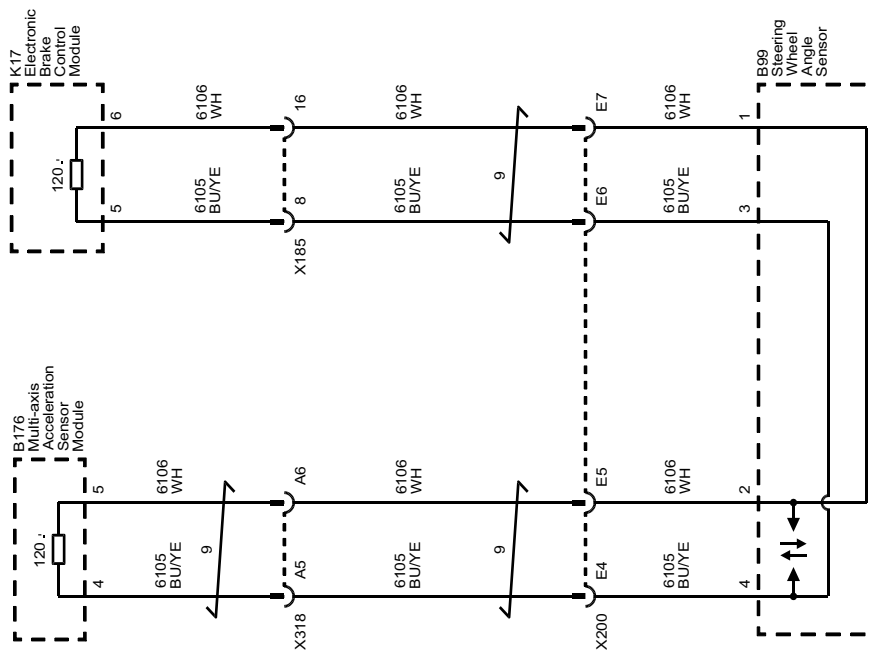 B176
Multi-axis
Acceleration
Sensor
Module
K17
Electronic
Brake
Control
Module
120
120
4
5
5
6
6105
BU/YE
6106
WH
6105
BU/YE
6106
WH
9
X318
A5
A6
X185
8
16
6105
BU/YE
6106
WH
6105
BU/YE
6106
WH
9
9
X200
E4
E5
E6
E7
6105
BU/YE
6106
WH
6105
BU/YE
6106
WH
4
2
3
1
B99
Steering
Wheel
Angle
Sensor